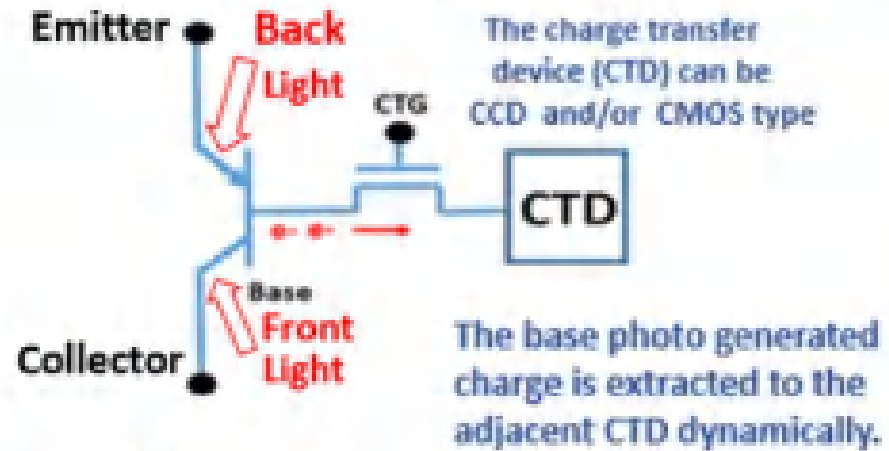 Emitter
Back
Light
The charge transfer
device (CTD) can be
CCD and/or CMOS type
CTG
CTD
e- e-
Base
Front
Light
Collector
The base photo generated
charge is extracted to the
adjacent CTD dynamically.